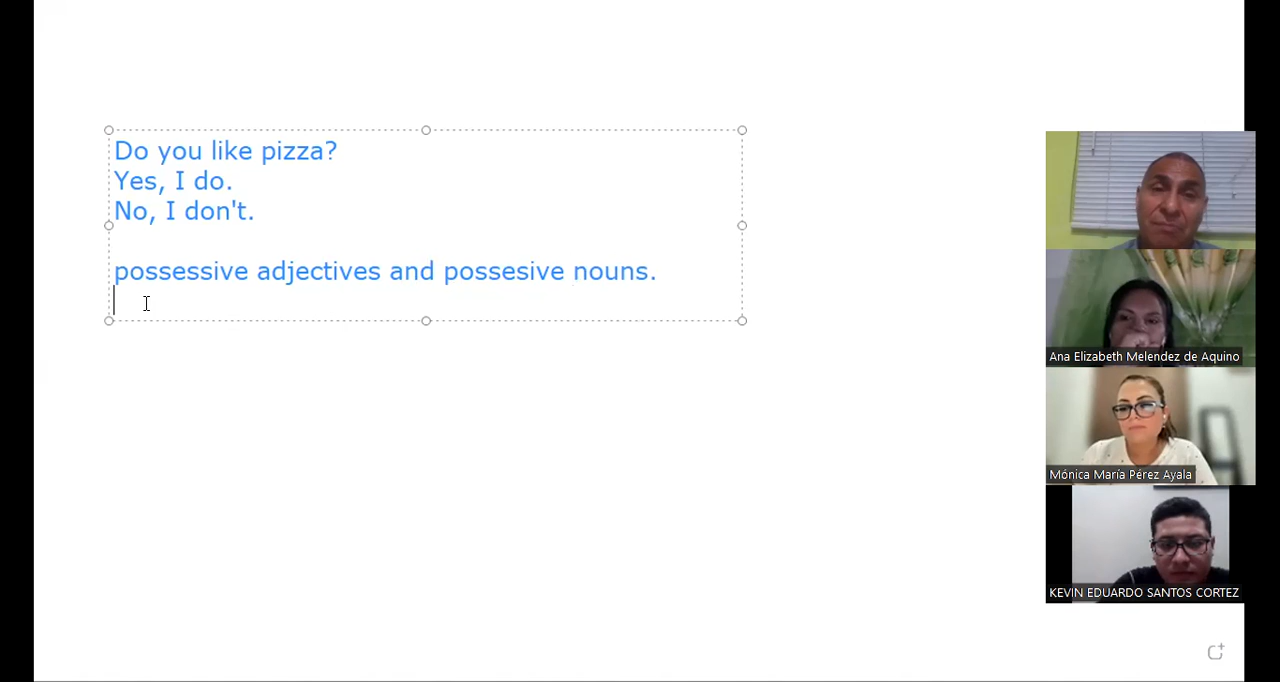 Do you like pizza?
Yes, I do.
No, I don't.
possessive adjectives and possesive nouns.
Ana Elizabeth Melendez de Aquino
Mónica María Pérez Ayala
KEVIN EDUARDO SANTOS CORTEZ